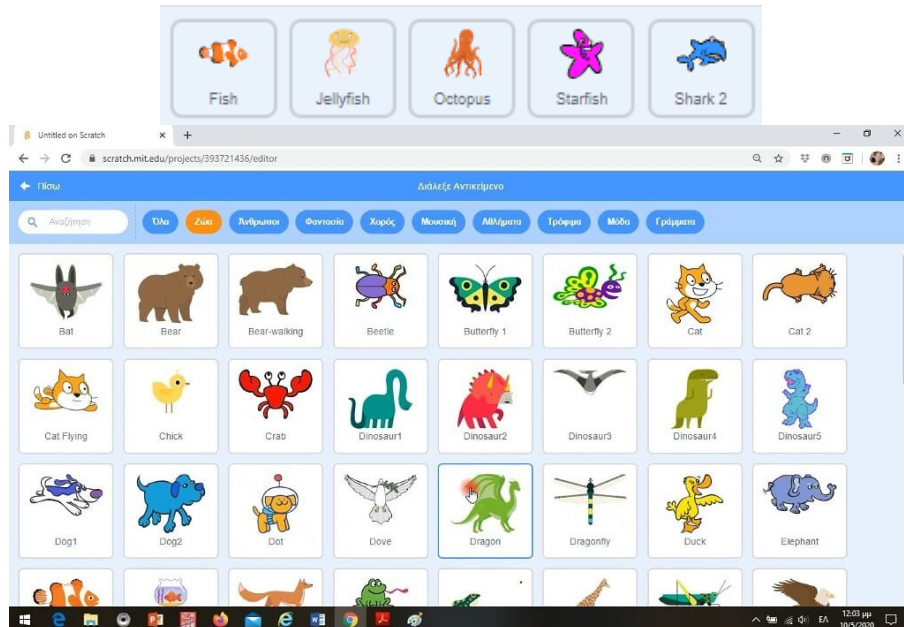 Fish Jellyfish Octopus Starfish Shark 2
Untitled on Scratch
scratch.mit.edu/projects/393721436/editor
Πίσω Διάλεξε Αντικείμενο
Αναζήτηση Όλα Ζώα Άνθρωποι Φαντασία Χορός Μουσική Αθλήματα Τρόφιμα Μόδα Γράμματα
Bat Bear Bear-walking Beetle Butterfly 1 Butterfly 2 Cat Cat 2
Cat Flying Chick Crab Dinosaur1 Dinosaur2 Dinosaur3 Dinosaur4 Dinosaur5
Dog1 Dog2 Dot Dove Dragon Dragonfly Duck Elephant
ΕΛ 12:03 μμ
10/5/2020